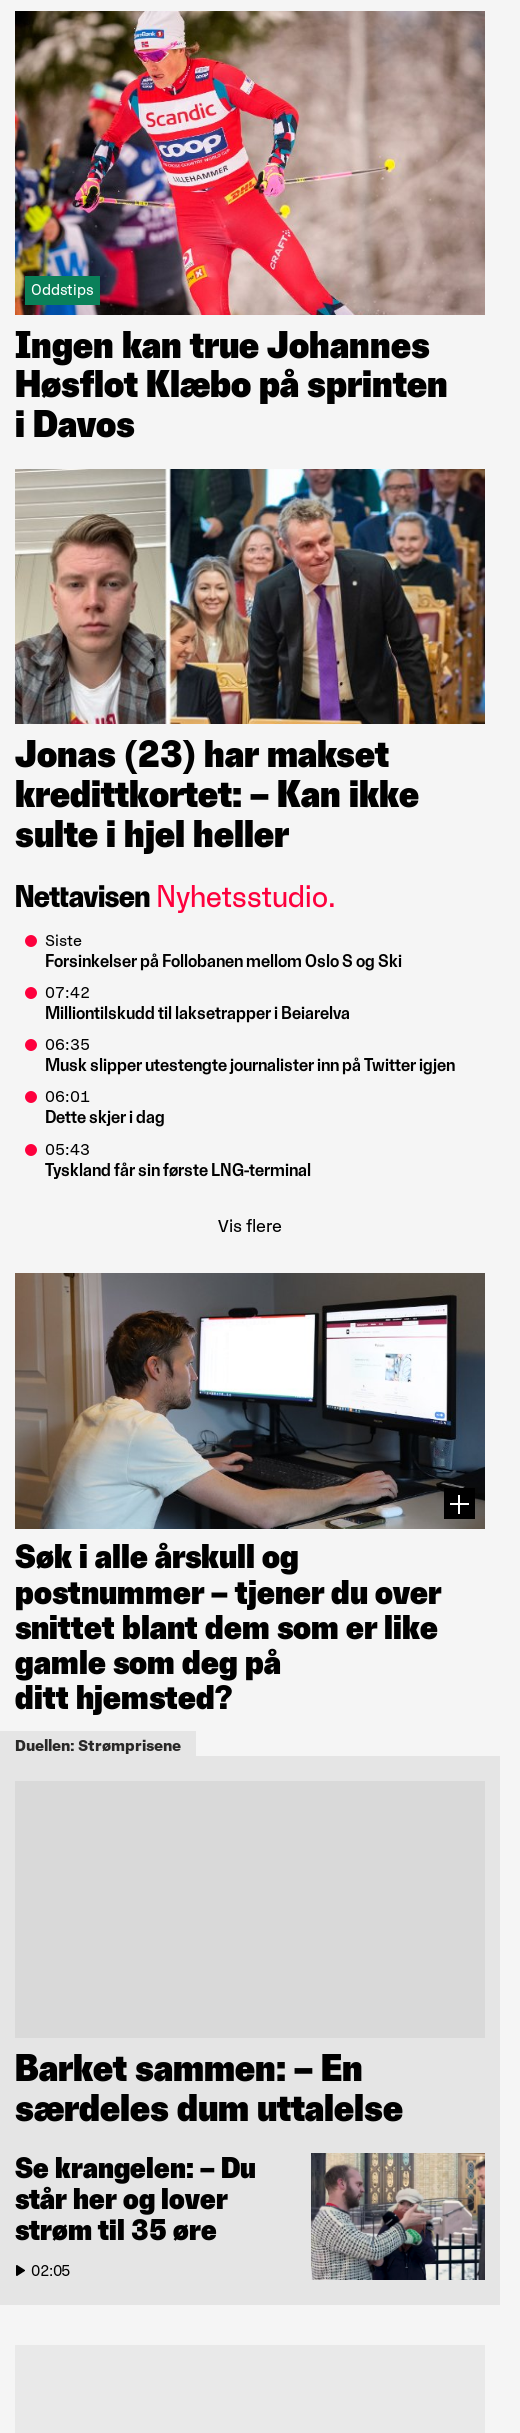 Scandic
coop
LILLEHAMMER
DHL
CRAFT
Oddstips
Ingen kan true Johannes
Høsflot Klæbo på sprinten
i Davos
Jonas (23) har makset
kredittkortet: – Kan ikke
sulte i hjel heller
Nettavisen Nyhetsstudio.
Siste
Forsinkelser på Follobanen mellom Oslo S og Ski
07:42
Milliontilskudd til laksetrapper i Beiarelva
06:35
Musk slipper utestengte journalister inn på Twitter igjen
06:01
Dette skjer i dag
05:43
Tyskland får sin første LNG-terminal
Vis flere
Søk i alle årskull og
postnummer – tjener du over
snittet blant dem som er like
gamle som deg på
ditt hjemsted?
Duellen: Strømprisene
Barket sammen: – En
særdeles dum uttalelse
Se krangelen: – Du
står her og lover
strøm til 35 øre
02:05